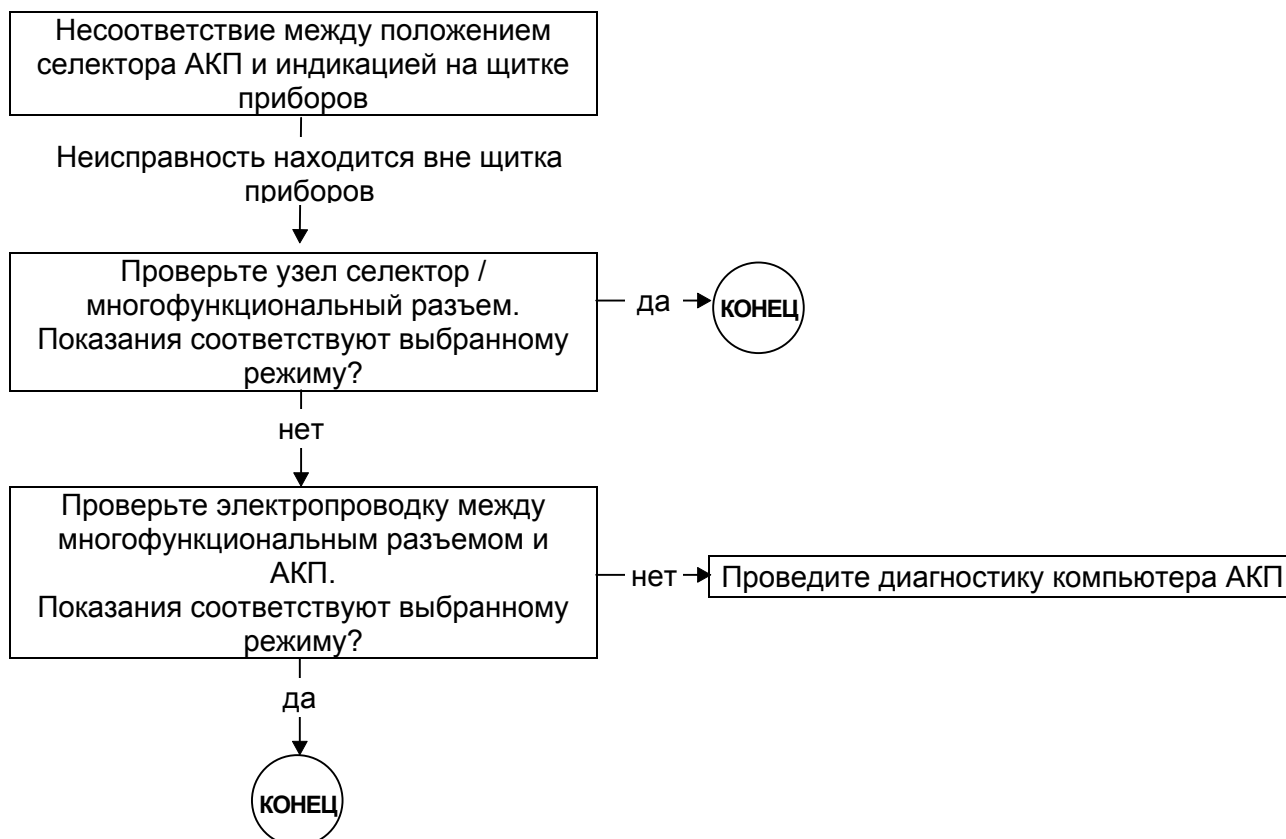 Несоответствие между положением
селектора АКП и индикацией на щитке
приборов
Неисправность находится вне щитка
приборов
Проверьте узел селектор /
многофункциональный разъем.
Показания соответствуют выбранному
режиму?
да
КОНЕЦ
нет
Проверьте электропроводку между
многофункциональным разъемом и
АКП.
Показания соответствуют выбранному
режиму?
нет
Проведите диагностику компьютера АКП
да
КОНЕЦ